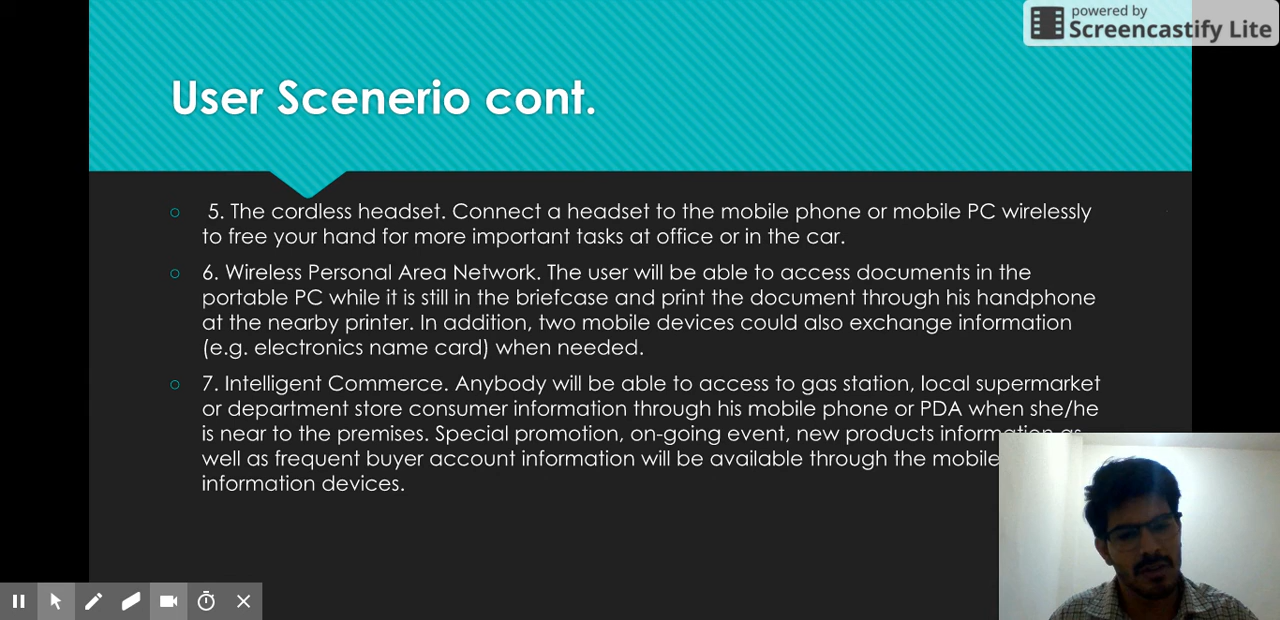 powered by
Screencastify Lite
User Scenerio cont.
5. The cordless headset. Connect a headset to the mobile phone or mobile PC wirelessly
to free your hand for more important tasks at office or in the car.
6. Wireless Personal Area Network. The user will be able to access documents in the
portable PC while it is still in the briefcase and print the document through his handphone
at the nearby printer. In addition, two mobile devices could also exchange information
(e.g. electronics name card) when needed.
7. Intelligent Commerce. Anybody will be able to access to gas station, local supermarket
or department store consumer information through his mobile phone or PDA when she/he
is near to the premises. Special promotion, on-going event, new products information as
well as frequent buyer account information will be available through the mobile
information devices.